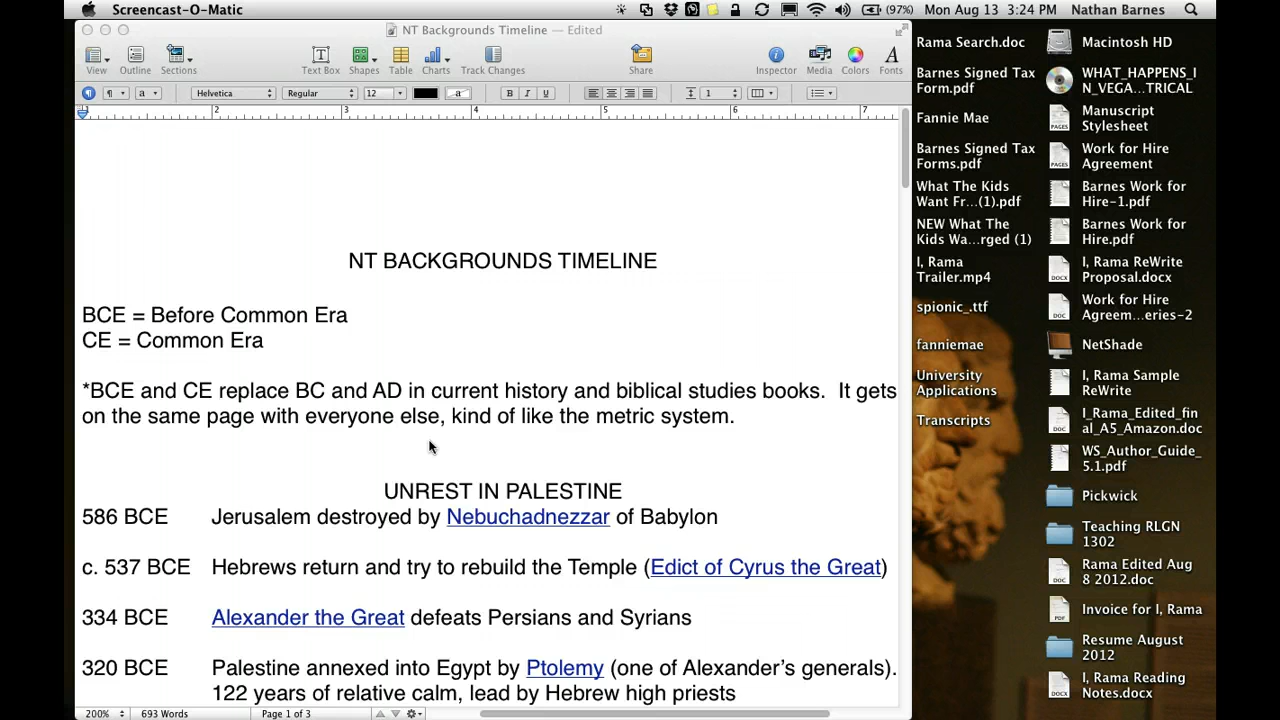 Screencast-O-Matic
(97%) Mon Aug 13 3:24 PM Nathan Barnes
NT Backgrounds Timeline — Edited
View Outline Sections Text Box Shapes Table Charts Track Changes Share Inspector Media Colors Fonts
¶ a Helvetica Regular 12 a B I U 1
2 3 4 5 6 7
NT BACKGROUNDS TIMELINE
BCE = Before Common Era
CE = Common Era
*BCE and CE replace BC and AD in current history and biblical studies books. It gets
on the same page with everyone else, kind of like the metric system.
UNREST IN PALESTINE
586 BCE Jerusalem destroyed by Nebuchadnezzar of Babylon
c. 537 BCE Hebrews return and try to rebuild the Temple (Edict of Cyrus the Great)
334 BCE Alexander the Great defeats Persians and Syrians
320 BCE Palestine annexed into Egypt by Ptolemy (one of Alexander's generals).
122 years of relative calm, lead by Hebrew high priests
200% 693 Words Page 1 of 3
Rama Search.doc
Barnes Signed Tax
Form.pdf
Fannie Mae
Barnes Signed Tax
Forms.pdf
What The Kids
Want Fr...(1).pdf
NEW What The
Kids Wa...rged (1)
I, Rama
Trailer.mp4
spionic_.ttf
fanniemae
University
Applications
Transcripts
Macintosh HD
WHAT_HAPPENS_I
N_VEGA...TRICAL
Manuscript
Stylesheet
Work for Hire
Agreement
Barnes Work for
Hire-1.pdf
Barnes Work for
Hire.pdf
I, Rama ReWrite
Proposal.docx
Work for Hire
Agreem...eries-2
NetShade
I, Rama Sample
ReWrite
I_Rama_Edited_fin
al_A5_Amazon.doc
WS_Author_Guide_
5.1.pdf
Pickwick
Teaching RLGN
1302
Rama Edited Aug
8 2012.doc
Invoice for I, Rama
Resume August
2012
I, Rama Reading
Notes.docx